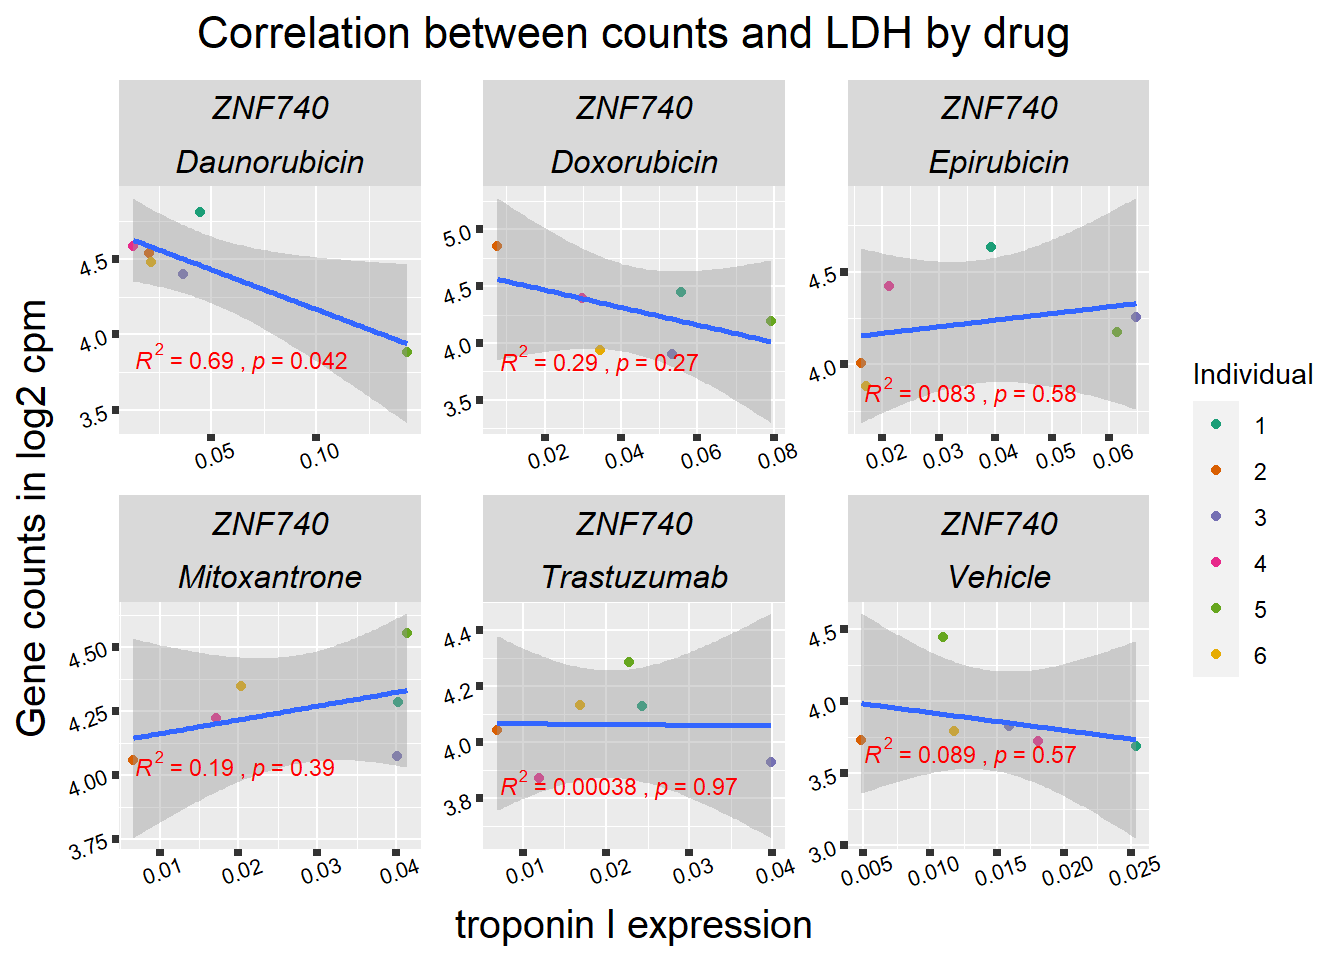 Correlation between counts and LDH by drug
ZNF740
Daunorubicin
ZNF740
Doxorubicin
ZNF740
Epirubicin
4.5
4.0
3.5
R2 = 0.69 , p = 0.042
0.05
0.10
5.0
4.5
4.0
3.5
R2 = 0.29 , p = 0.27
0.02
0.04
0.06
0.08
4.5
4.0
R2 = 0.083 , p = 0.58
0.02
0.03
0.04
0.05
0.06
ZNF740
Mitoxantrone
ZNF740
Trastuzumab
ZNF740
Vehicle
4.50
4.25
4.00
3.75
R2 = 0.19 , p = 0.39
0.01
0.02
0.03
0.04
4.4
4.2
4.0
3.8
R2 = 0.00038 , p = 0.97
0.01
0.02
0.03
0.04
4.5
4.0
3.5
3.0
R2 = 0.089 , p = 0.57
0.005
0.010
0.015
0.020
0.025
Gene counts in log2 cpm
troponin I expression
Individual
1
2
3
4
5
6